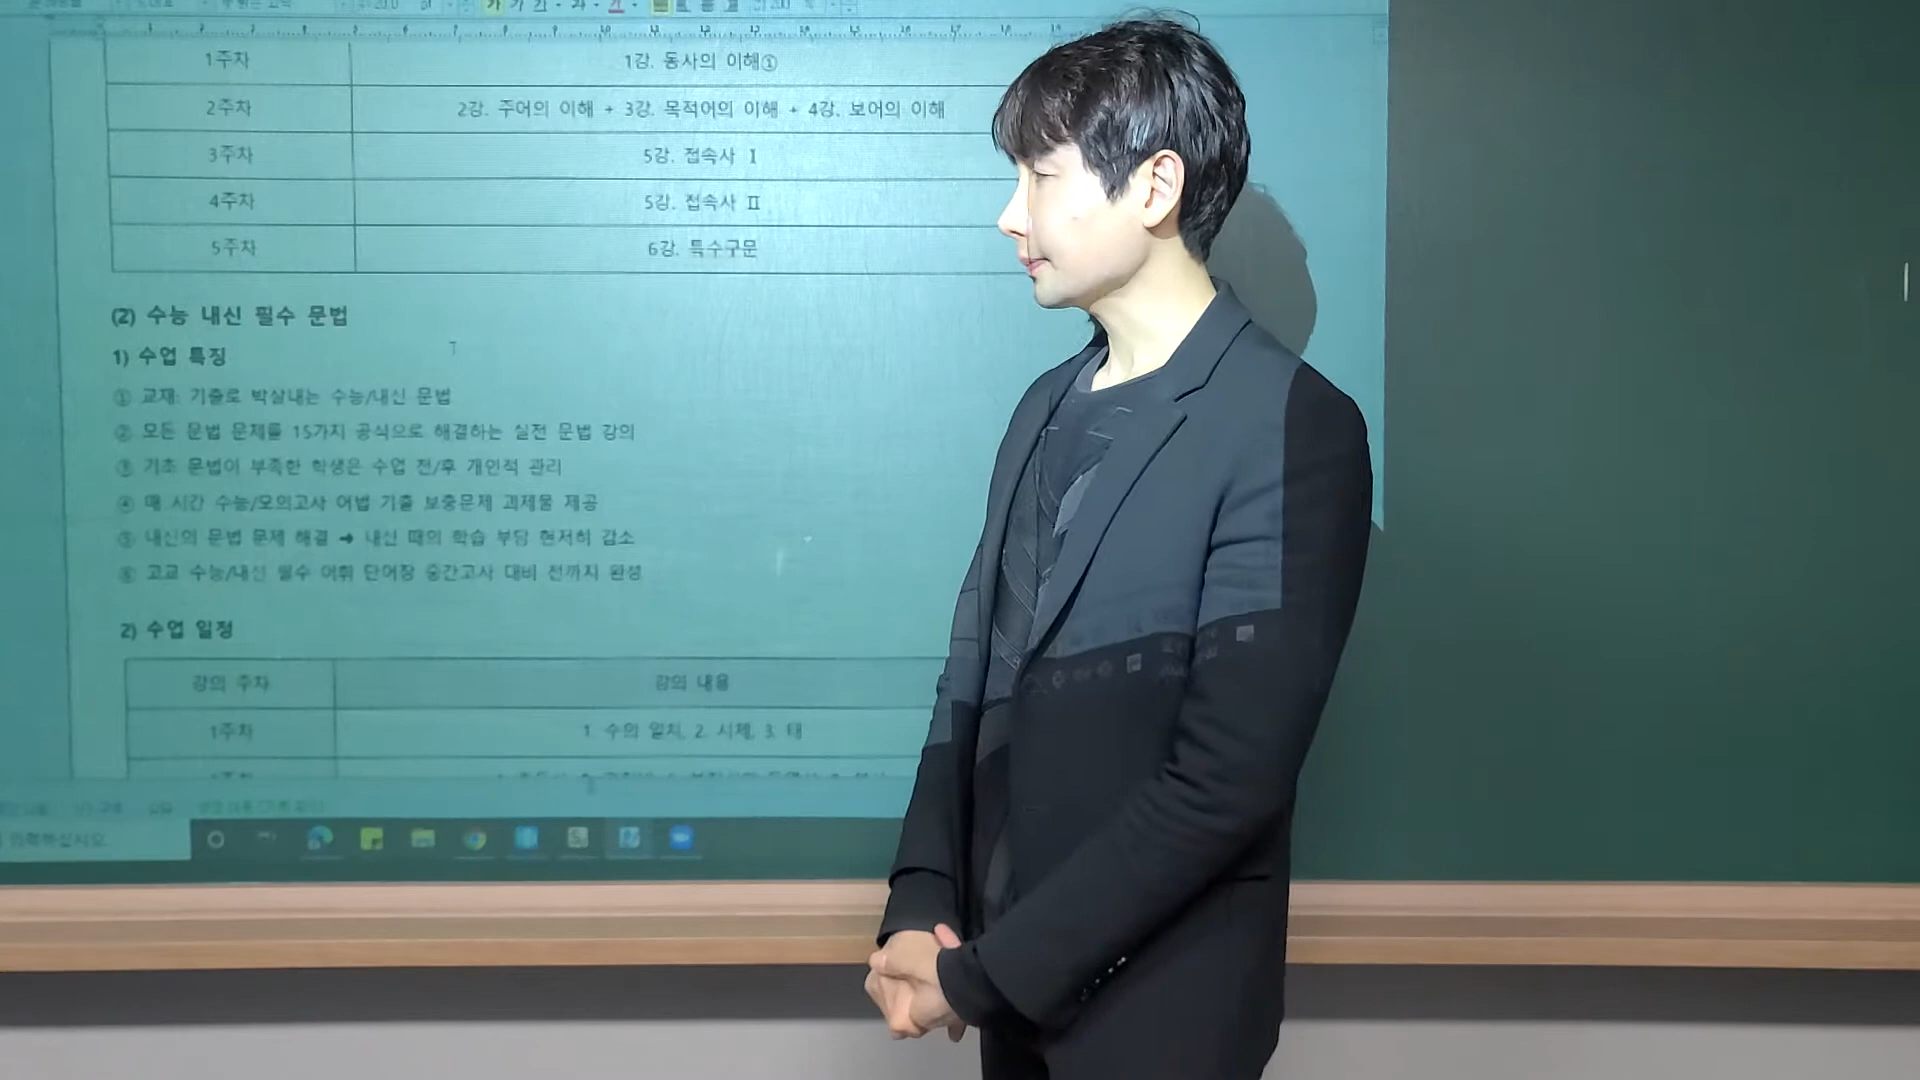 1주차 1강. 동사의 이해①
2주차 2강. 주어의 이해 + 3강. 목적어의 이해 + 4강. 보어의 이해
3주차 5강. 접속사 Ⅰ
4주차 5강. 접속사 Ⅱ
5주차 6강. 특수구문
(2) 수능 내신 필수 문법
1) 수업 특징
① 교재: 기출로 박살내는 수능/내신 문법
② 모든 문법 문제를 15가지 공식으로 해결하는 실전 문법 강의
③ 기초 문법이 부족한 학생은 수업 전/후 개인적 관리
④ 매 시간 수능/모의고사 어법 기출 보충문제 과제물 제공
⑤ 내신의 문법 문제 해결 ➜ 내신 때의 학습 부담 현저히 감소
⑥ 고교 수능/내신 필수 어휘 단어장 중간고사 대비 전까지 완성
2) 수업 일정
강의 주차 강의 내용
1주차 1. 수의 일치, 2. 시제, 3. 태